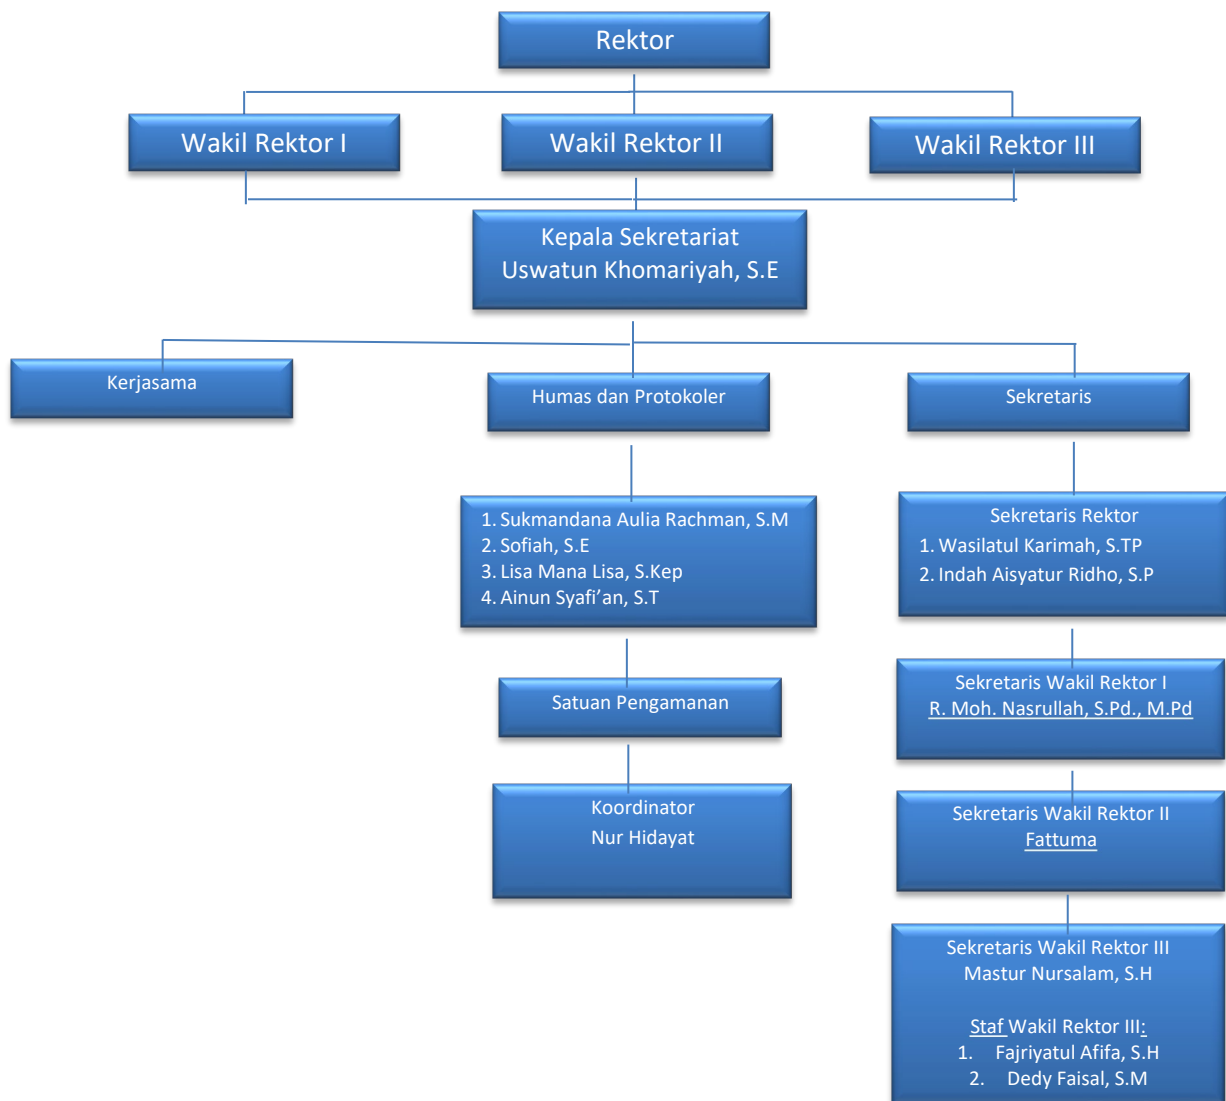 Rektor
Wakil Rektor I
Wakil Rektor II
Wakil Rektor III
Kepala Sekretariat
Uswatun Khomariyah, S.E
Kerjasama
Humas dan Protokoler
Sekretaris
1. Sukmandana Aulia Rachman, S.M
2. Sofiah, S.E
3. Lisa Mana Lisa, S.Kep
4. Ainun Syafi’an, S.T
Satuan Pengamanan
Koordinator
Nur Hidayat
Sekretaris Rektor
1. Wasilatul Karimah, S.TP
2. Indah Aisyatur Ridho, S.P
Sekretaris Wakil Rektor I
R. Moh. Nasrullah, S.Pd., M.Pd
Sekretaris Wakil Rektor II
Fattuma
Sekretaris Wakil Rektor III
Mastur Nursalam, S.H
Staf Wakil Rektor III:
1. Fajriyatul Afifa, S.H
2. Dedy Faisal, S.M